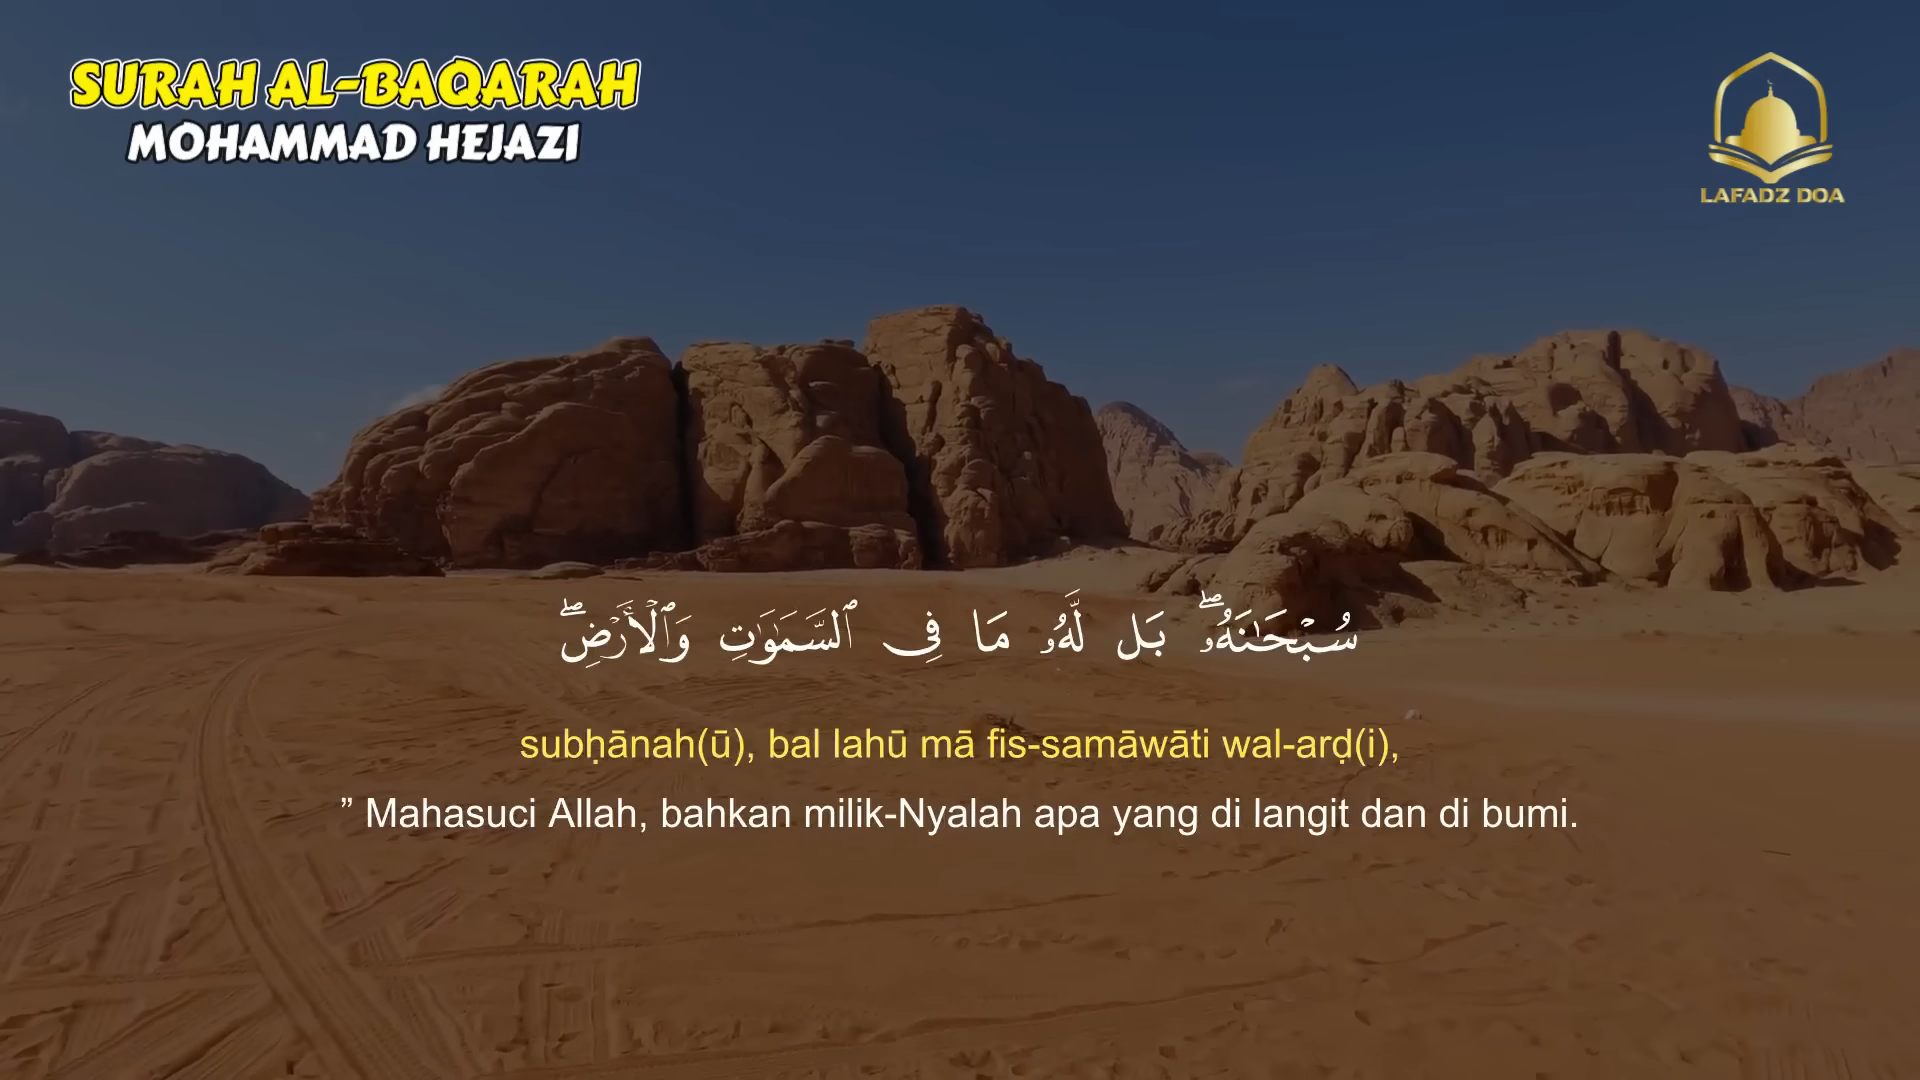 SURAH AL-BAQARAH
MOHAMMAD HEJAZI
LAFADZ DOA
سُبْحَـٰنَهُۥۖ بَل لَّهُۥ مَا فِى ٱلسَّمَـٰوَٰتِ وَٱلْأَرْضِۖ
subḥānah(ū), bal lahū mā fis-samāwāti wal-arḍ(i),
” Mahasuci Allah, bahkan milik-Nyalah apa yang di langit dan di bumi.